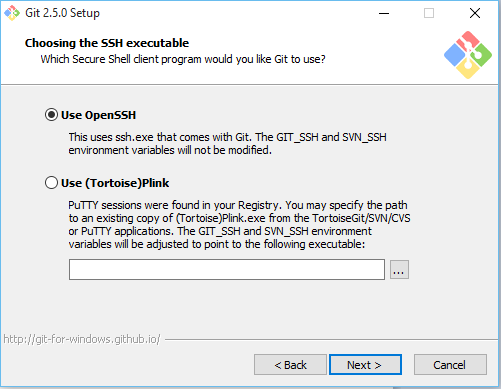 Git 2.5.0 Setup
Choosing the SSH executable
Which Secure Shell client program would you like Git to use?
Use OpenSSH
This uses ssh.exe that comes with Git. The GIT_SSH and SVN_SSH
environment variables will not be modified.
Use (Tortoise)Plink
PuTTY sessions were found in your Registry. You may specify the path
to an existing copy of (Tortoise)Plink.exe from the TortoiseGit/SVN/CVS
or PuTTY applications. The GIT_SSH and SVN_SSH environment
variables will be adjusted to point to the following executable:
...
http://git-for-windows.github.io/
< Back
Next >
Cancel